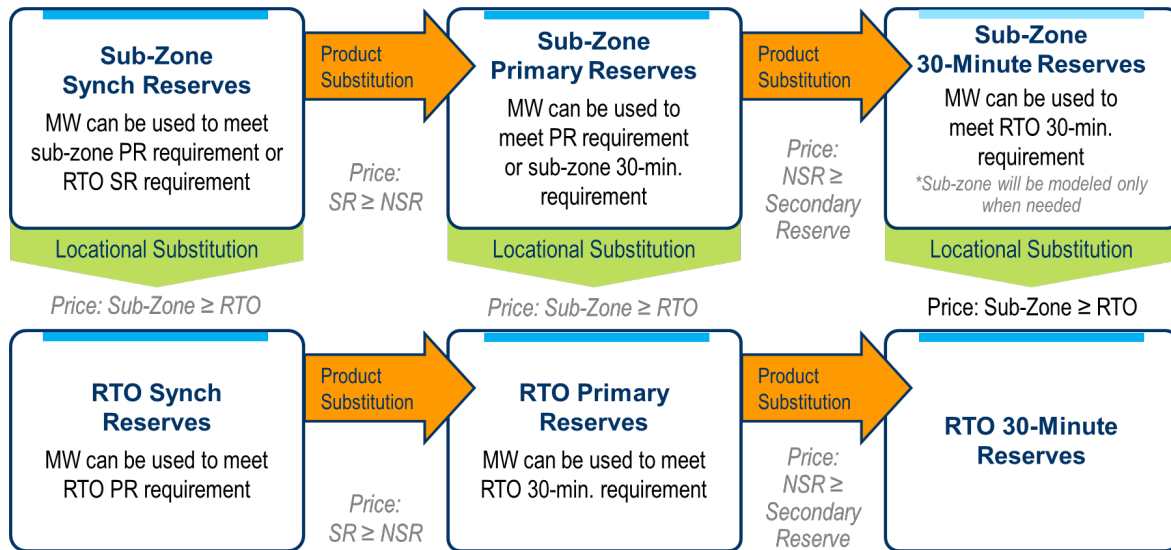 Sub-Zone
Synch Reserves
MW can be used to meet
sub-zone PR requirement or
RTO SR requirement
Product
Substitution
Price:
SR ≥ NSR
Sub-Zone
Primary Reserves
MW can be used to
meet PR requirement
or sub-zone 30-min.
requirement
Product
Substitution
Price:
NSR ≥
Secondary
Reserve
Sub-Zone
30-Minute Reserves
MW can be used to
meet RTO 30-min.
requirement
*Sub-zone will be modeled only
when needed
Locational Substitution
Price: Sub-Zone ≥ RTO
Locational Substitution
Price: Sub-Zone ≥ RTO
Locational Substitution
Price: Sub-Zone ≥ RTO
RTO Synch
Reserves
MW can be used to meet
RTO PR requirement
Product
Substitution
Price:
SR ≥ NSR
RTO Primary
Reserves
MW can be used to meet
RTO 30-min. requirement
Product
Substitution
Price:
NSR ≥
Secondary
Reserve
RTO 30-Minute
Reserves